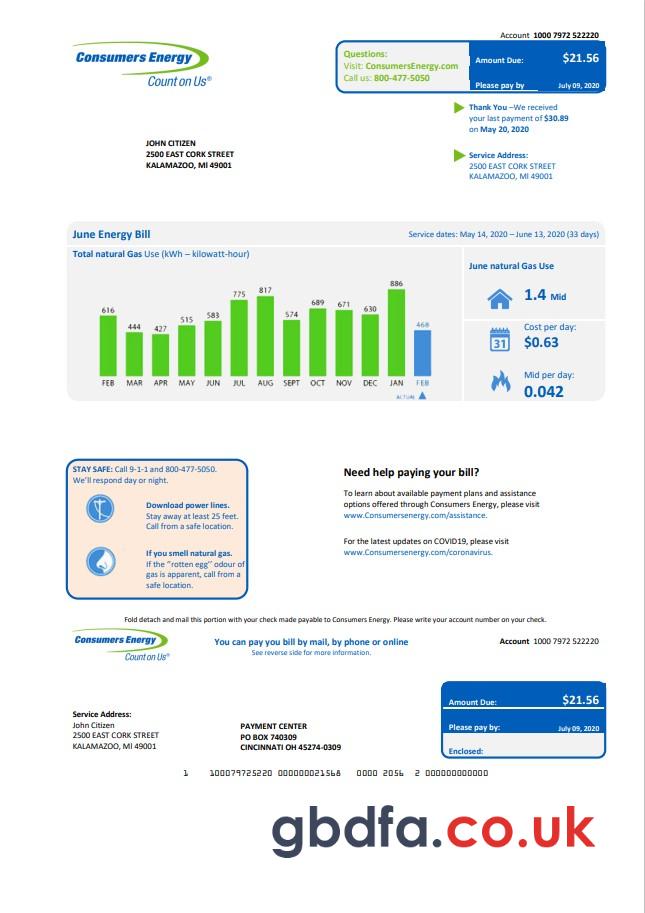 Account 1000 7972 522220
Consumers Energy
Count on Us®
Questions:
Visit: ConsumersEnergy.com
Call us: 800-477-5050
Amount Due: $21.56
Please pay by July 09, 2020
Thank You –We received
your last payment of $30.89
on May 20, 2020
JOHN CITIZEN
2500 EAST CORK STREET
KALAMAZOO, MI 49001
Service Address:
2500 EAST CORK STREET
KALAMAZOO, MI 49001
June Energy Bill
Service dates: May 14, 2020 – June 13, 2020 (33 days)
Total natural Gas Use (kWh – kilowatt-hour)
616 444 427 515 583 775 817 574 689 671 630 886 468
FEB MAR APR MAY JUN JUL AUG SEPT OCT NOV DEC JAN FEB
ACTUAL
June natural Gas Use
1.4 Mid
31
Cost per day:
$0.63
Mid per day:
0.042
STAY SAFE: Call 9-1-1 and 800-477-5050.
We'll respond day or night.
Download power lines.
Stay away at least 25 feet.
Call from a safe location.
If you smell natural gas.
If the "rotten egg" odour of
gas is apparent, call from a
safe location.
Need help paying your bill?
To learn about available payment plans and assistance
options offered through Consumers Energy, please visit
www.Consumersenergy.com/assistance.
For the latest updates on COVID19, please visit
www.Consumersenergy.com/coronavirus.
Fold detach and mail this portion with your check made payable to Consumers Energy. Please write your account number on your check.
Consumers Energy
Count on Us®
You can pay you bill by mail, by phone or online
See reverse side for more information.
Account 1000 7972 522220
Amount Due: $21.56
Please pay by: July 09, 2020
Enclosed:
Service Address:
John Citizen
2500 EAST CORK STREET
KALAMAZOO, MI 49001
PAYMENT CENTER
PO BOX 740309
CINCINNATI OH 45274-0309
1 100079725220 000000021568 0000 2056 2 000000000000
gbdfa.co.uk